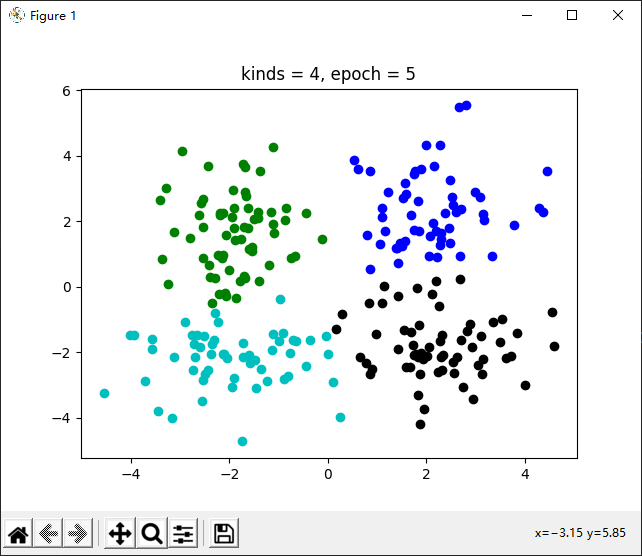 Figure 1
kinds = 4, epoch = 5
6
4
2
0
−2
−4
−4 −2 0 2 4
x=−3.15 y=5.85